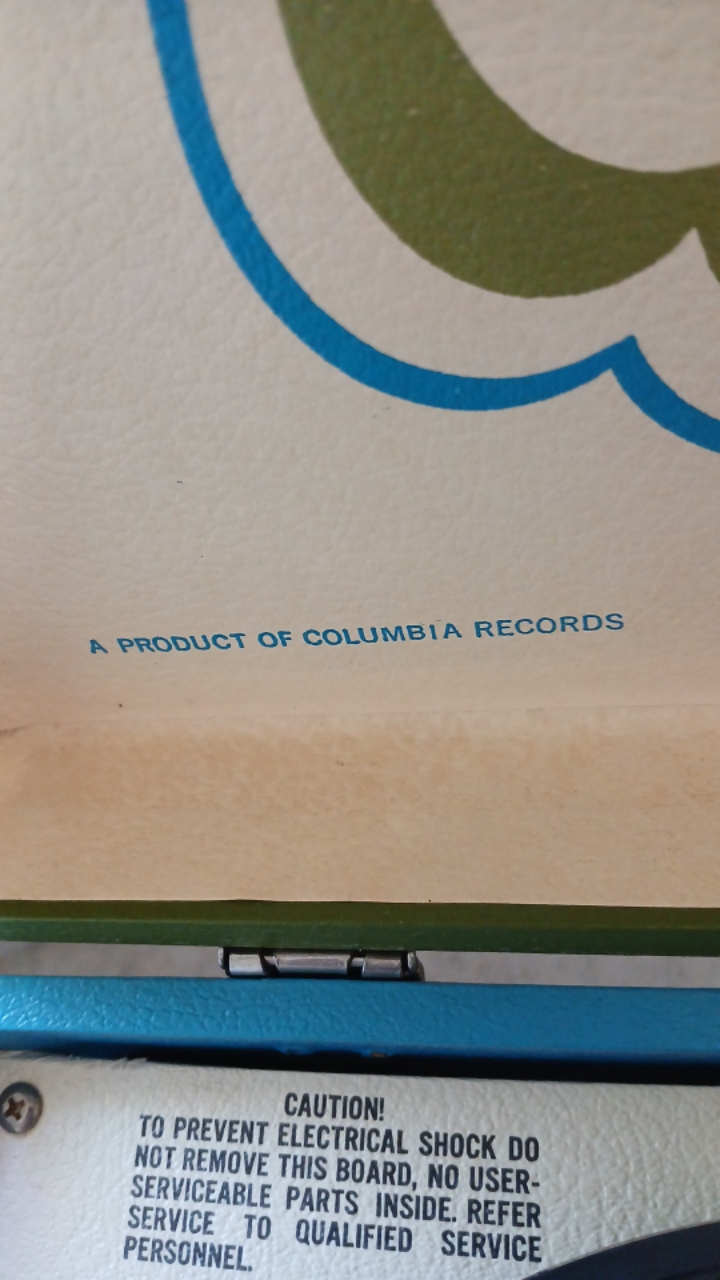 A PRODUCT OF COLUMBIA RECORDS
CAUTION!
TO PREVENT ELECTRICAL SHOCK DO
NOT REMOVE THIS BOARD, NO USER-
SERVICEABLE PARTS INSIDE. REFER
SERVICE TO QUALIFIED SERVICE
PERSONNEL.